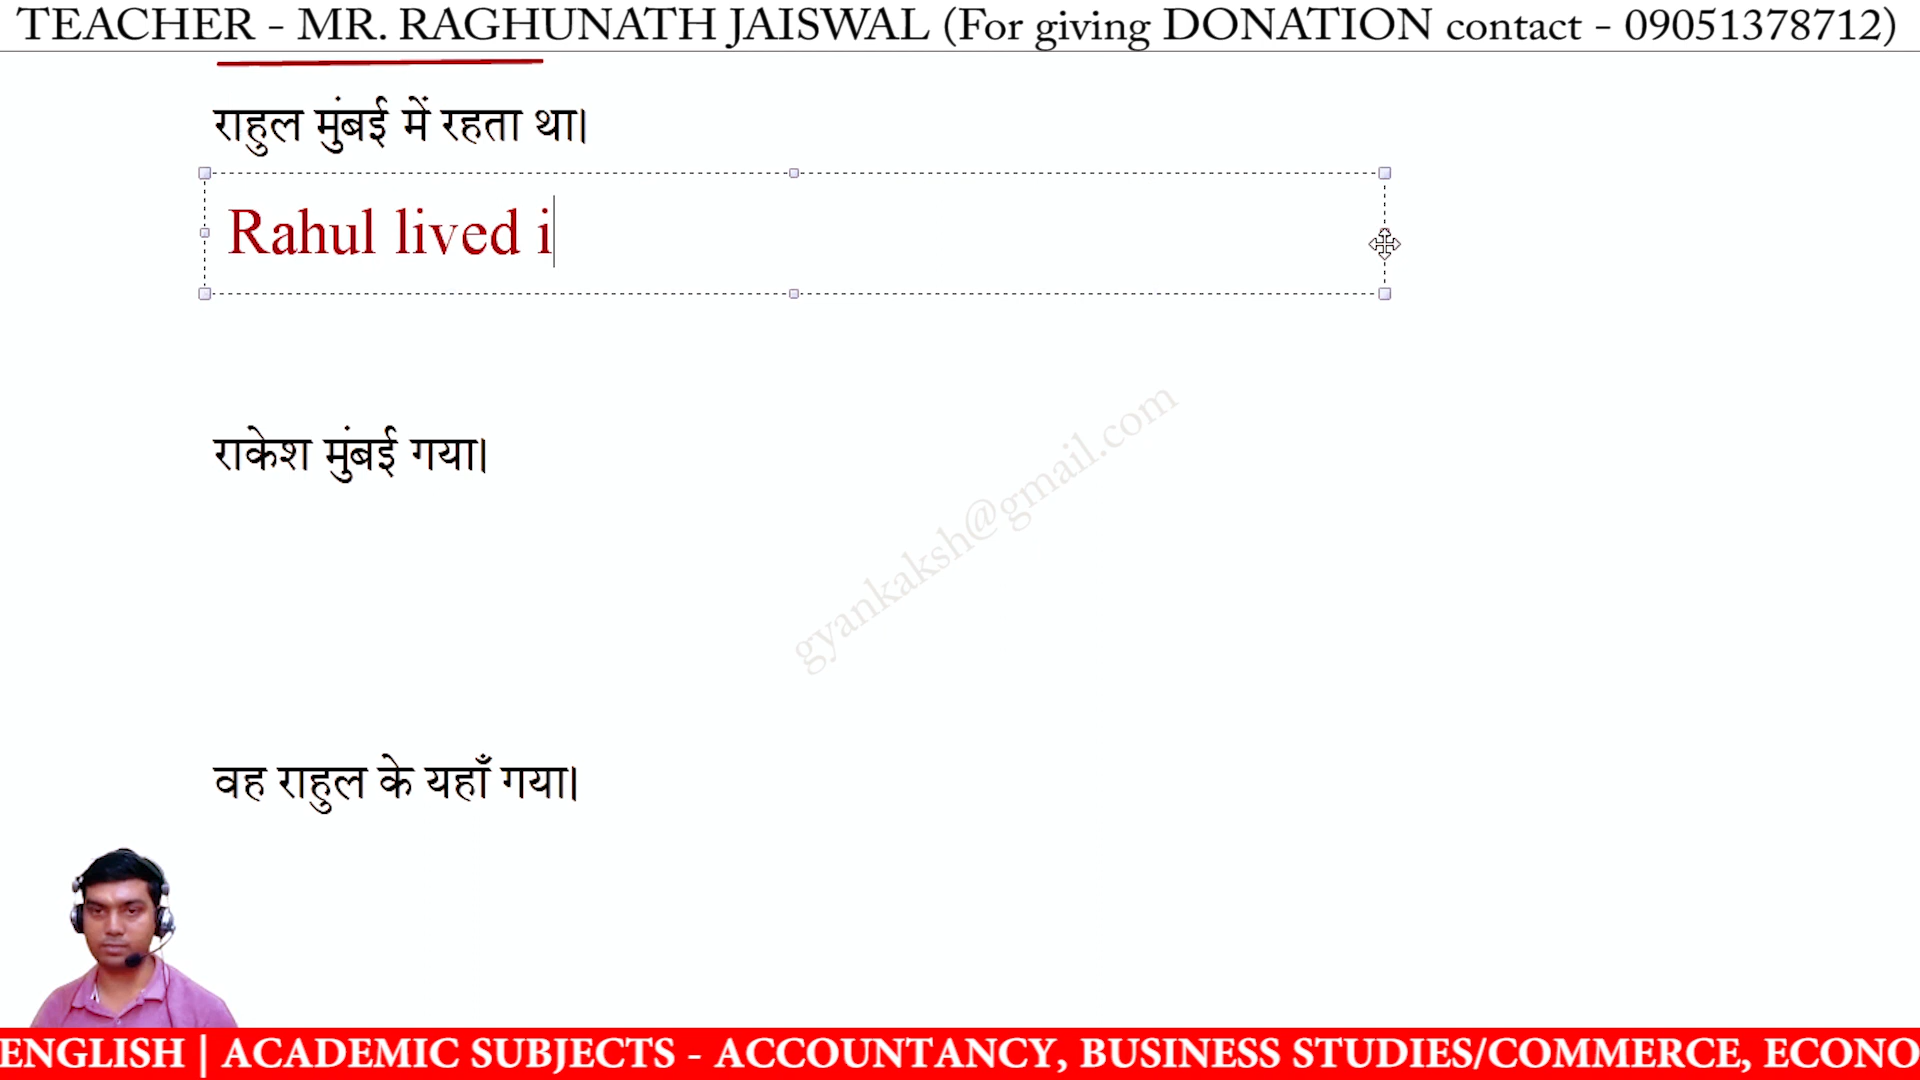 TEACHER - MR. RAGHUNATH JAISWAL (For giving DONATION contact - 09051378712)
राहुल मुंबई में रहता था।
Rahul lived i
राकेश मुंबई गया।
gyankaksh@gmail.com
वह राहुल के यहाँ गया।
ENGLISH | ACADEMIC SUBJECTS - ACCOUNTANCY, BUSINESS STUDIES/COMMERCE, ECONO